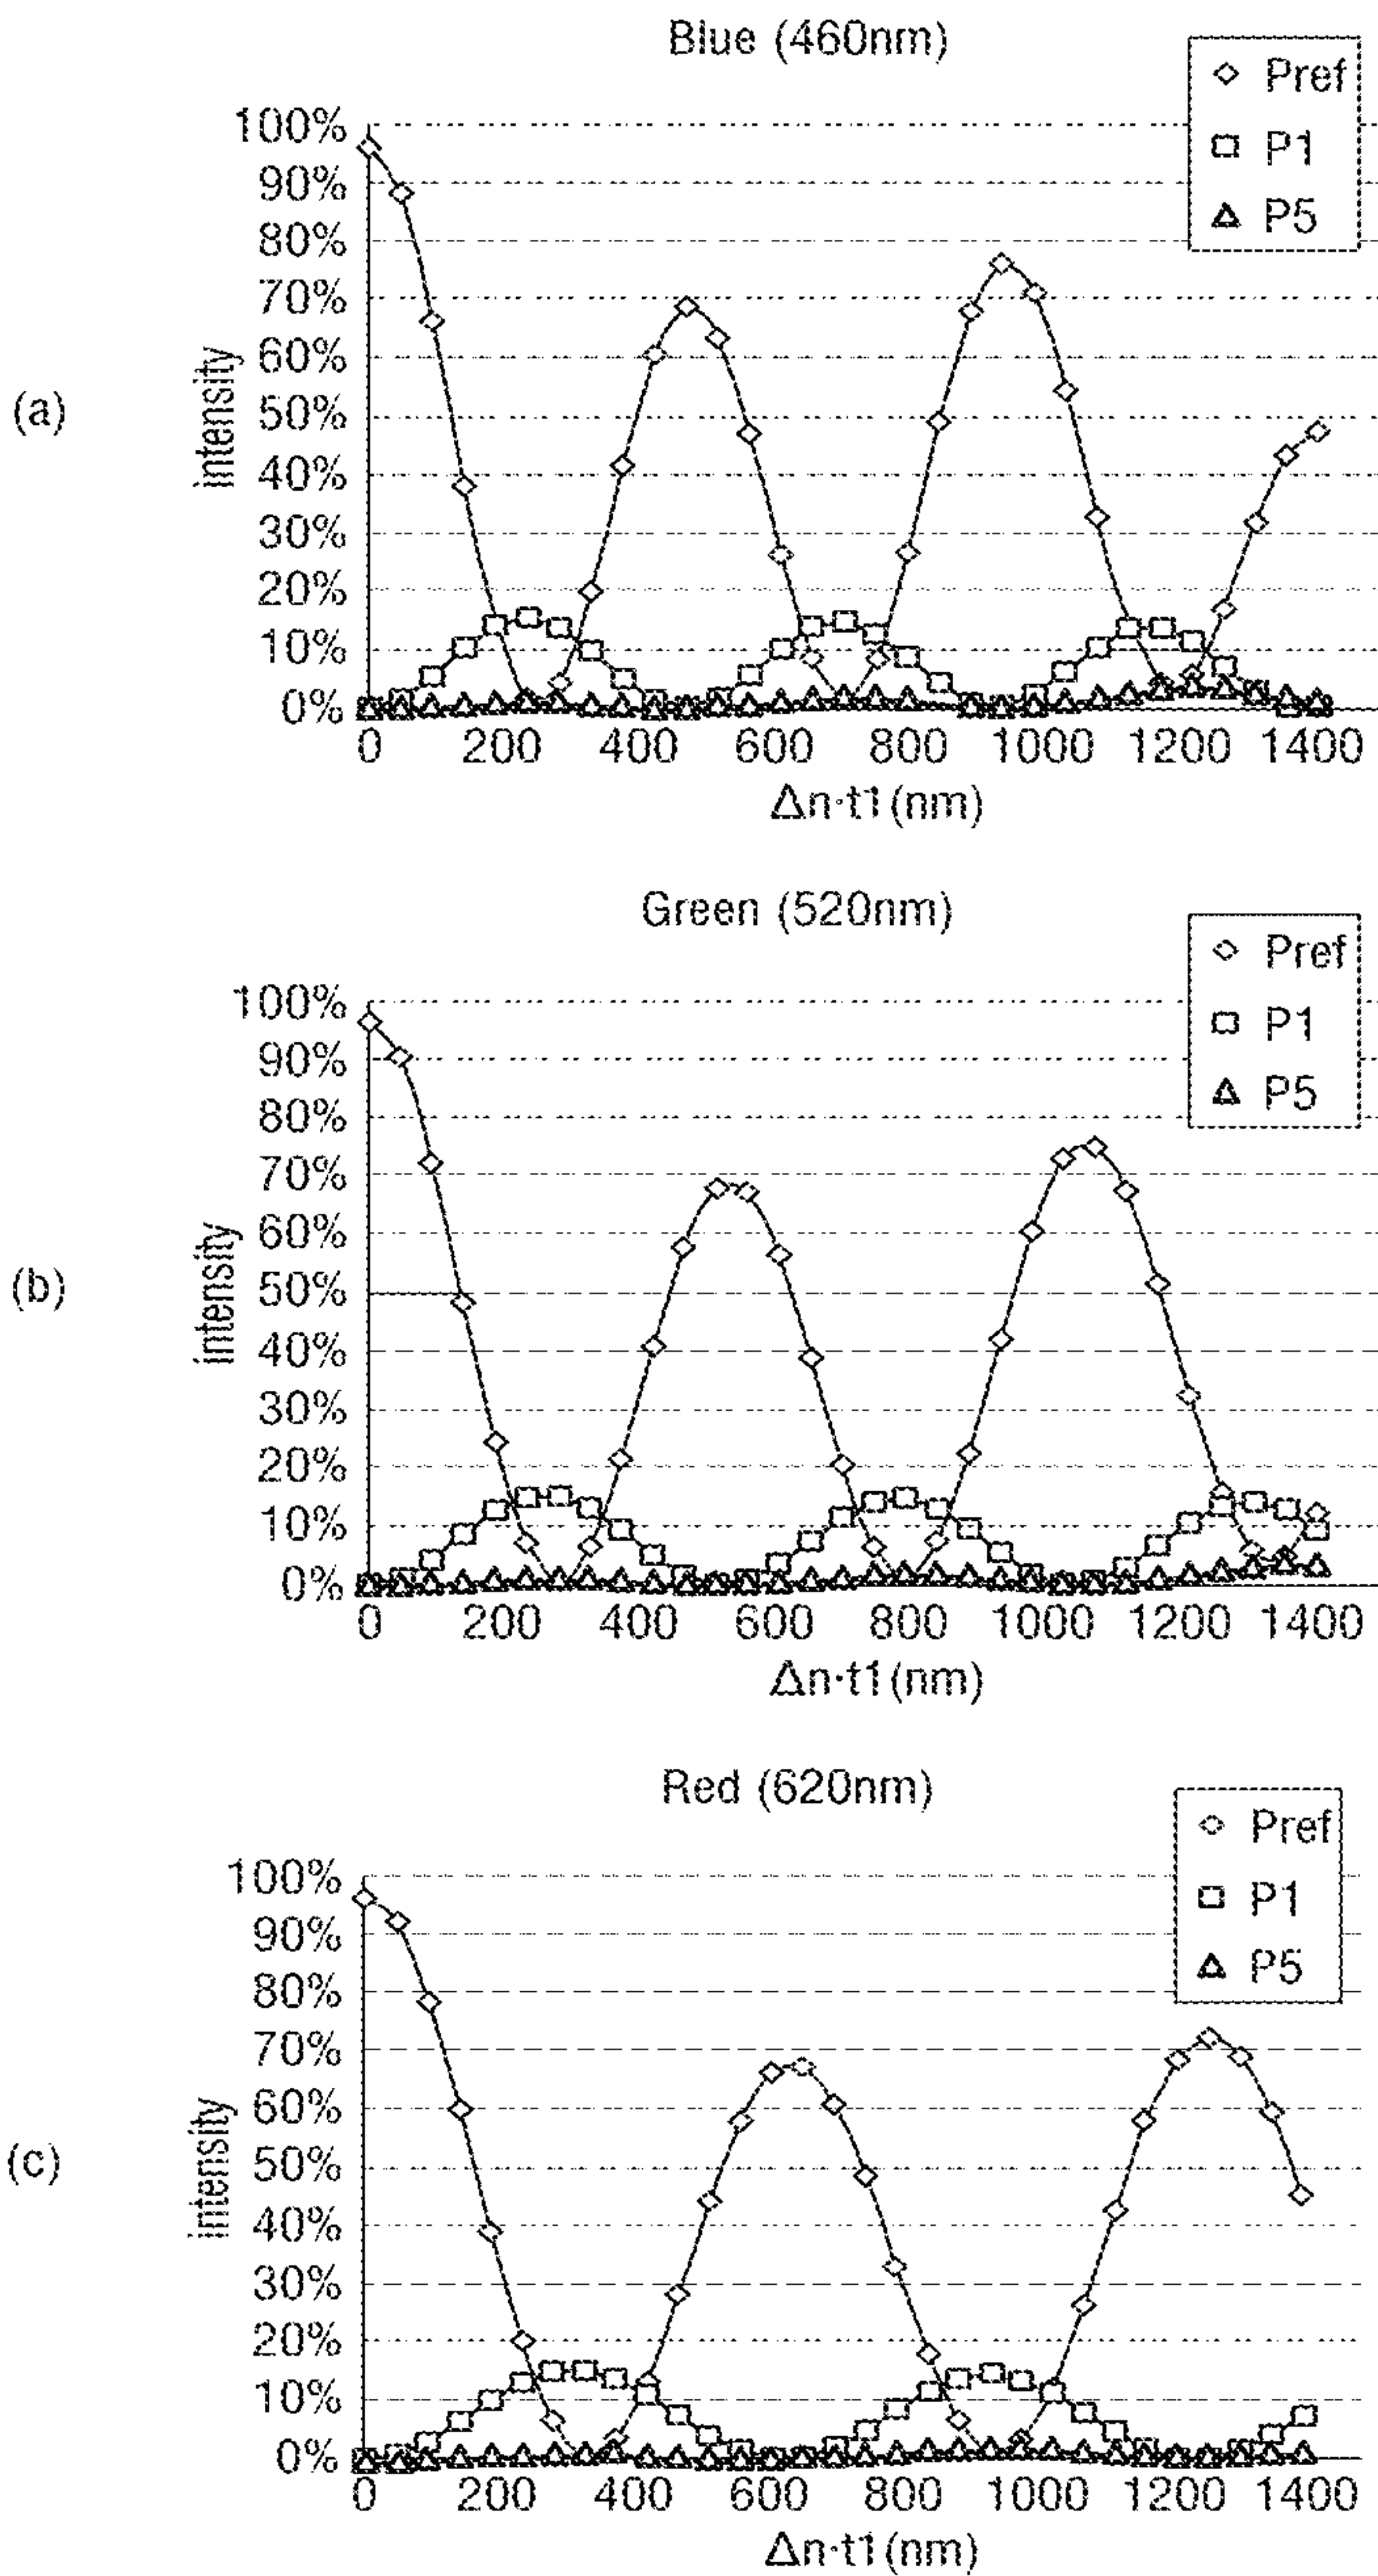 Blue (460nm)
Pref
P1
P5
100%
90%
80%
70%
60%
50%
40%
30%
20%
10%
0%
intensity
(a)
0 200 400 600 800 1000 1200 1400
Δn·t1(nm)
Green (520nm)
Pref
P1
P5
100%
90%
80%
70%
60%
50%
40%
30%
20%
10%
0%
intensity
(b)
0 200 400 600 800 1000 1200 1400
Δn·t1(nm)
Red (620nm)
Pref
P1
P5
100%
90%
80%
70%
60%
50%
40%
30%
20%
10%
0%
intensity
(c)
0 200 400 600 800 1000 1200 1400
Δn·t1(nm)